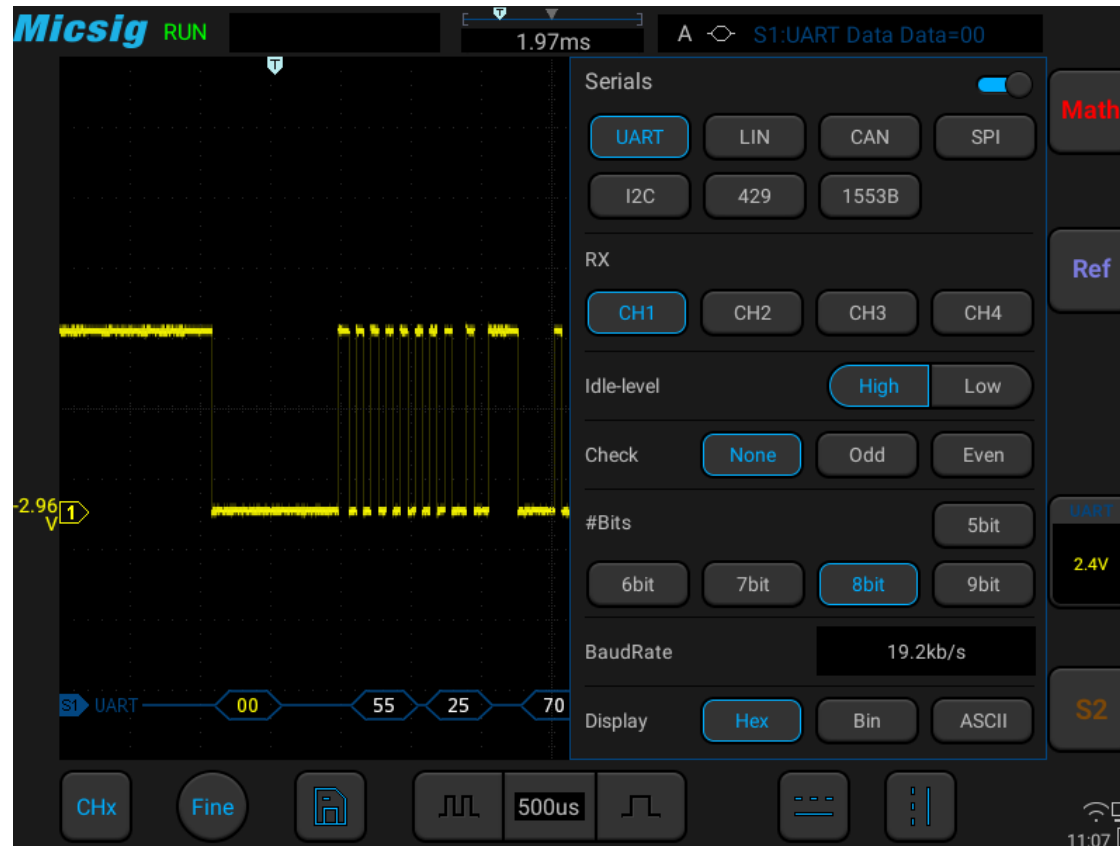 Micsig RUN
T
1.97ms
A S1:UART Data Data=00
T
Serials
UART LIN CAN SPI
I2C 429 1553B
RX
CH1 CH2 CH3 CH4
Idle-level High Low
Check None Odd Even
#Bits 5bit
6bit 7bit 8bit 9bit
BaudRate 19.2kb/s
Display Hex Bin ASCII
-2.96
V
1
S1 UART 00 55 25 70
Math
Ref
UART
2.4V
S2
CHx Fine 500us
11:07